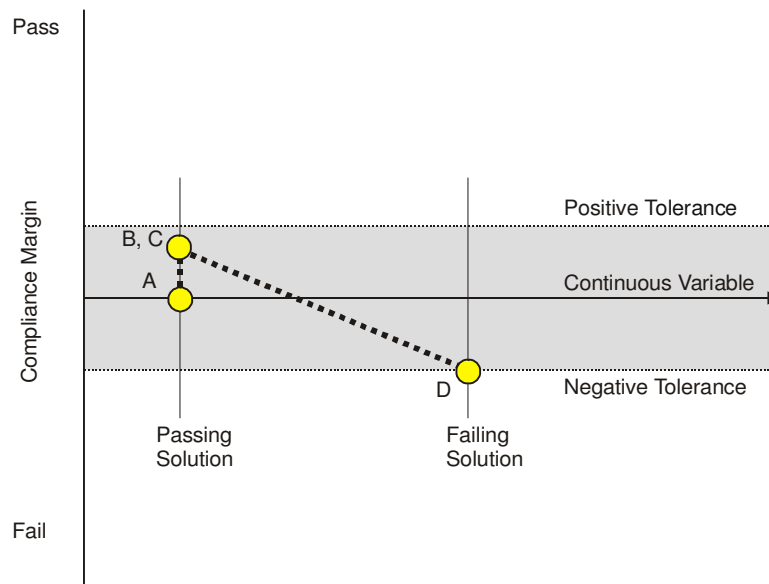 Pass
Positive Tolerance
B, C
A
Continuous Variable
Compliance Margin
D
Negative Tolerance
Passing
Solution
Failing
Solution
Fail